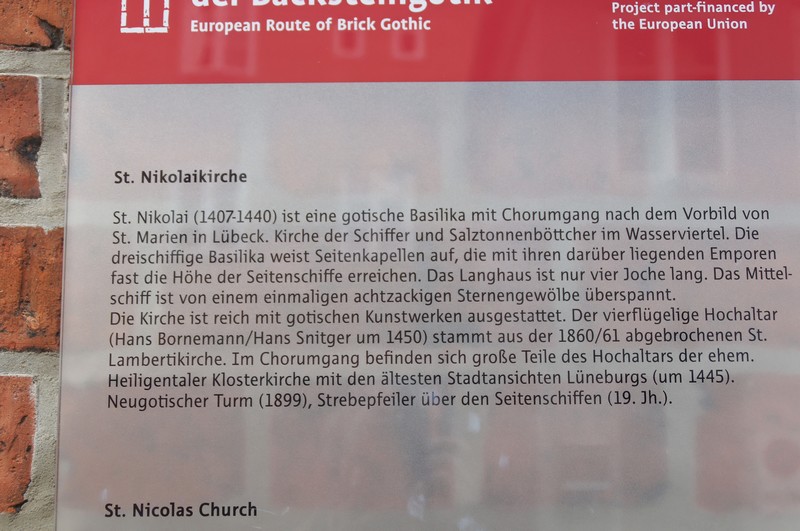 der Backsteingotik
European Route of Brick Gothic
Project part-financed by
the European Union
St. Nikolaikirche
St. Nikolai (1407-1440) ist eine gotische Basilika mit Chorumgang nach dem Vorbild von
St. Marien in Lübeck. Kirche der Schiffer und Salztonnenböttcher im Wasserviertel. Die
dreischiffige Basilika weist Seitenkapellen auf, die mit ihren darüber liegenden Emporen
fast die Höhe der Seitenschiffe erreichen. Das Langhaus ist nur vier Joche lang. Das Mittel-
schiff ist von einem einmaligen achtzackigen Sternengewölbe überspannt.
Die Kirche ist reich mit gotischen Kunstwerken ausgestattet. Der vierflügelige Hochaltar
(Hans Bornemann/Hans Snitger um 1450) stammt aus der 1860/61 abgebrochenen St.
Lambertikirche. Im Chorumgang befinden sich große Teile des Hochaltars der ehem.
Heiligentaler Klosterkirche mit den ältesten Stadtansichten Lüneburgs (um 1445).
Neugotischer Turm (1899), Strebepfeiler über den Seitenschiffen (19. Jh.).
St. Nicolas Church